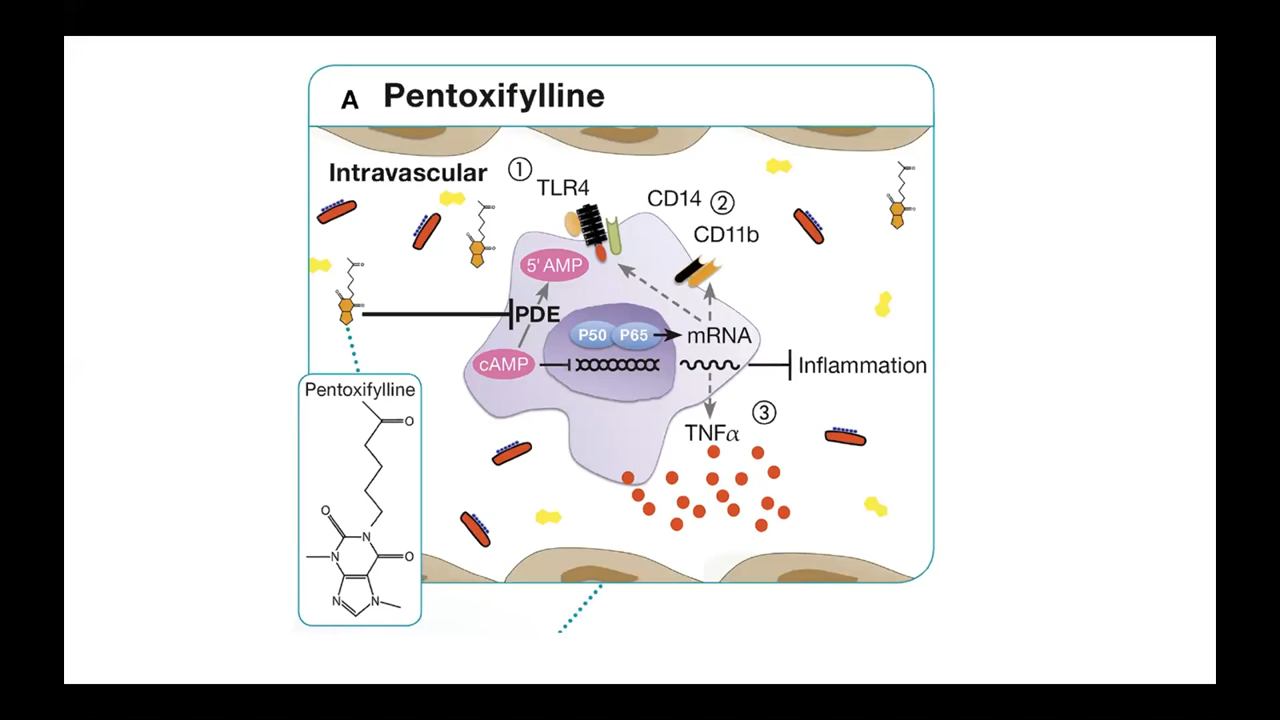 A Pentoxifylline
Intravascular
①
TLR4
CD14 ②
CD11b
5' AMP
PDE
P50 P65 mRNA
cAMP
Inflammation
Pentoxifylline
③
TNFα
O
O
N
O
N
N
N